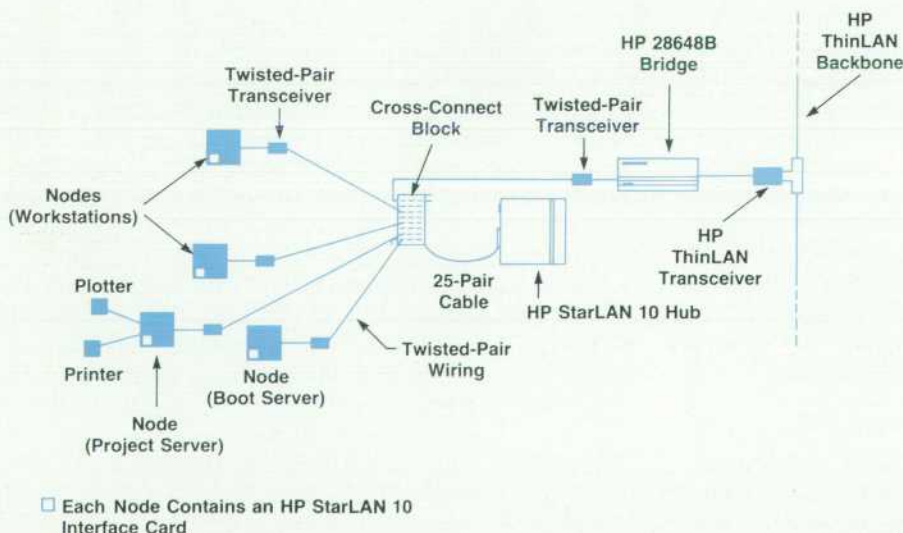 HP
ThinLAN
Backbone
HP 28648B
Bridge
Twisted-Pair
Transceiver
Cross-Connect
Block
Twisted-Pair
Transceiver
Nodes
(Workstations)
HP
ThinLAN
Transceiver
25-Pair
Cable
HP StarLAN 10 Hub
Plotter
Printer
Twisted-Pair
Wiring
Node
(Boot Server)
Node
(Project Server)
Each Node Contains an HP StarLAN 10
Interface Card